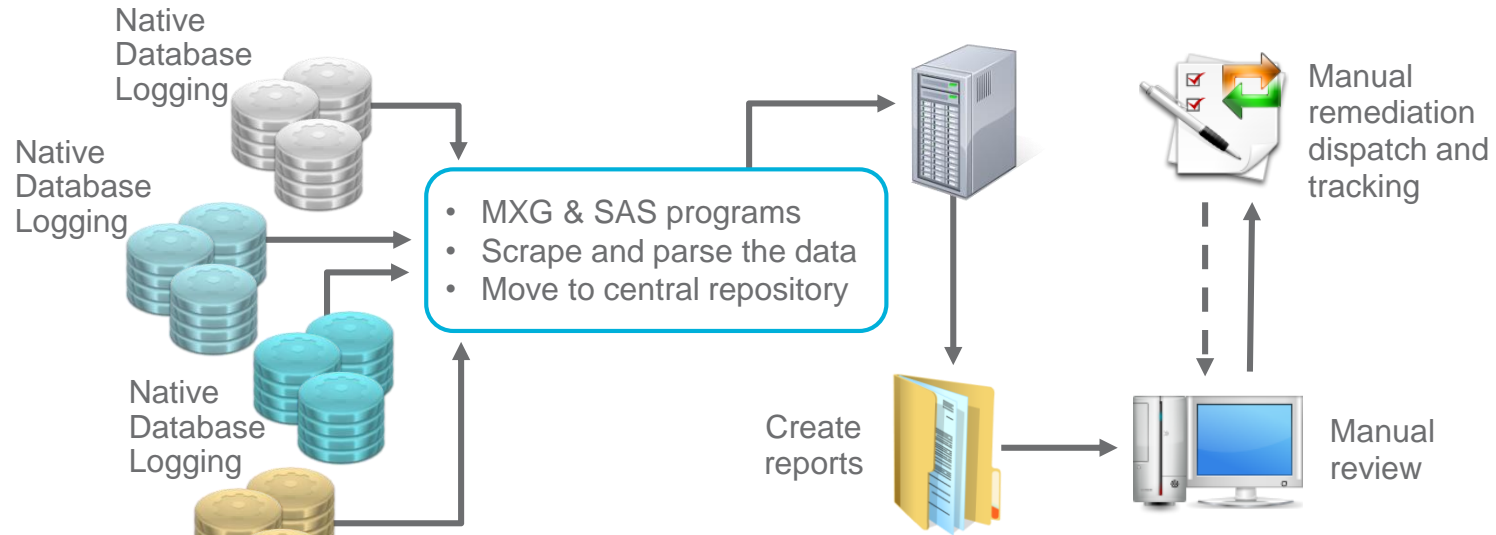 Native
Database
Logging
Native
Database
Logging
Native
Database
Logging
• MXG & SAS programs
• Scrape and parse the data
• Move to central repository
Create
reports
Manual
remediation
dispatch and
tracking
Manual
review